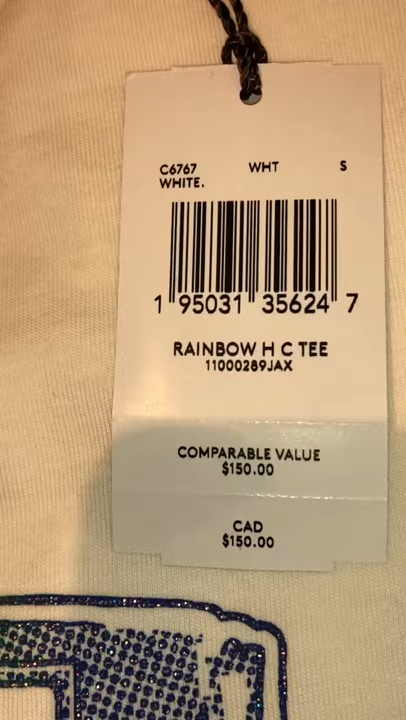 C6767 WHT S
WHITE.
1 95031 35624 7
RAINBOW H C TEE
11000289JAX
COMPARABLE VALUE
$150.00
CAD
$150.00